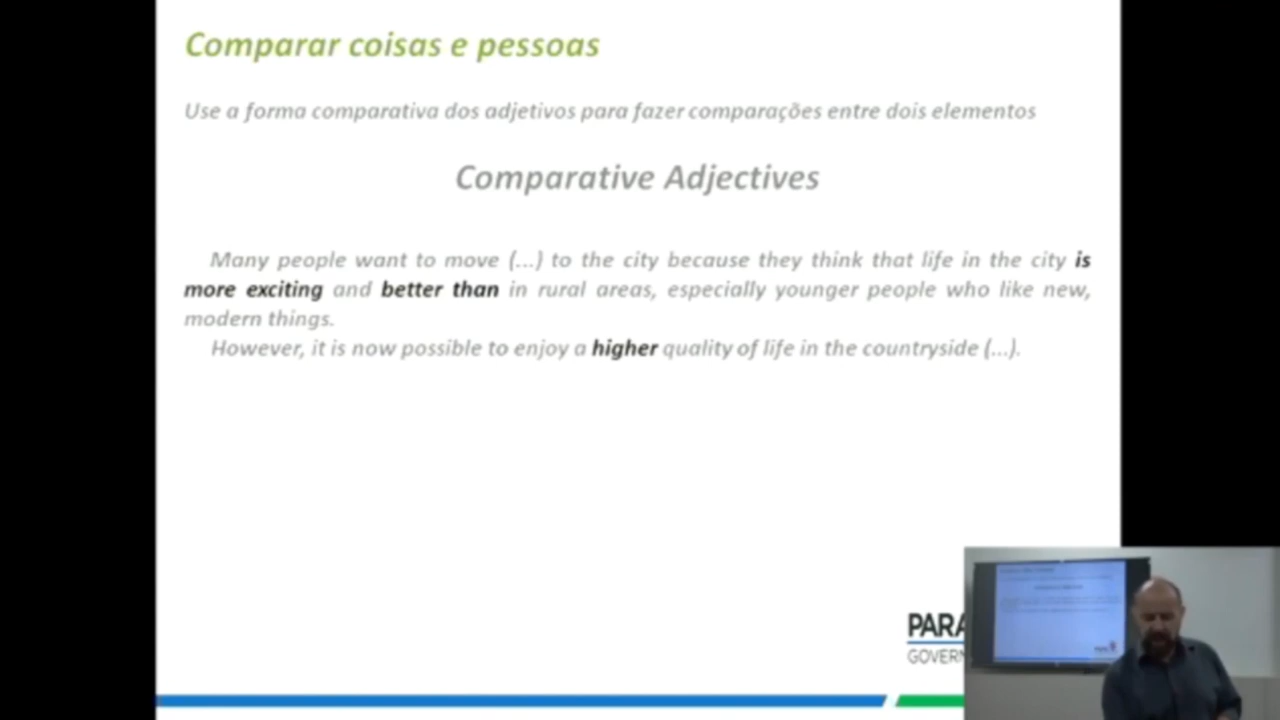 Comparar coisas e pessoas
Use a forma comparativa dos adjetivos para fazer comparações entre dois elementos
Comparative Adjectives
Many people want to move (...) to the city because they think that life in the city is
more exciting and better than in rural areas, especially younger people who like new,
modern things.
However, it is now possible to enjoy a higher quality of life in the countryside (...).